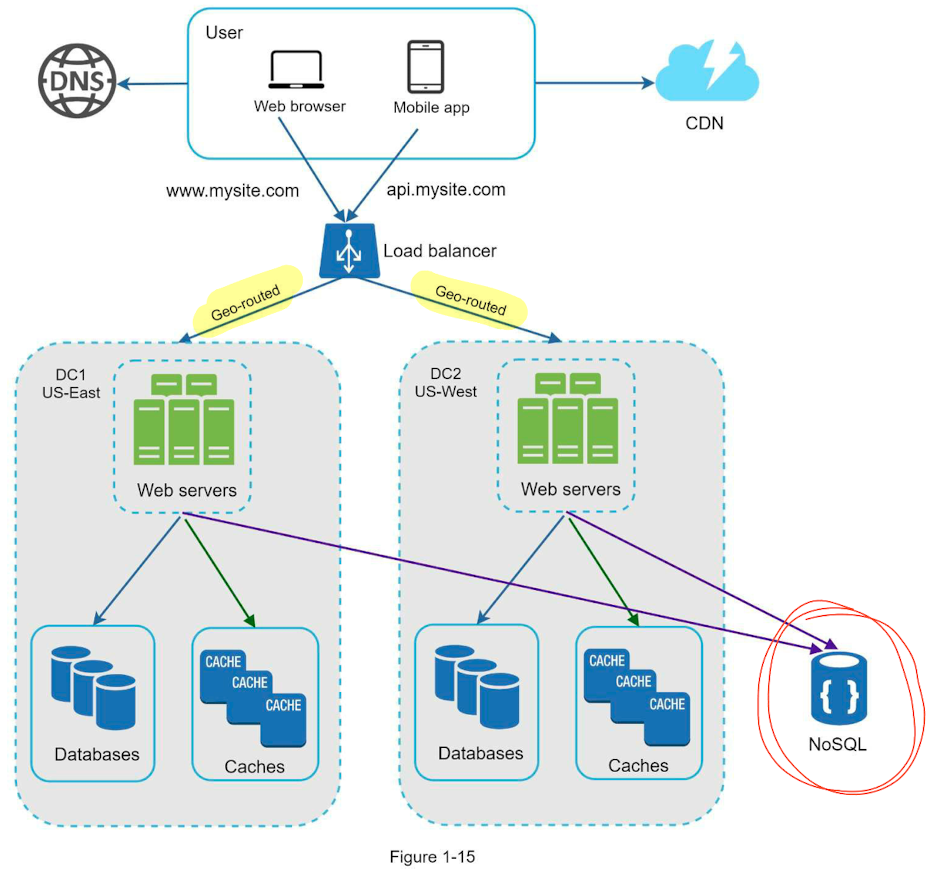 User
DNS
Web browser
Mobile app
CDN
www.mysite.com
api.mysite.com
Load balancer
Geo-routed
Geo-routed
DC1
US-East
Web servers
DC2
US-West
Web servers
CACHE
CACHE
CACHE
Databases
Caches
CACHE
CACHE
CACHE
Databases
Caches
{ }
NoSQL
Figure 1-15